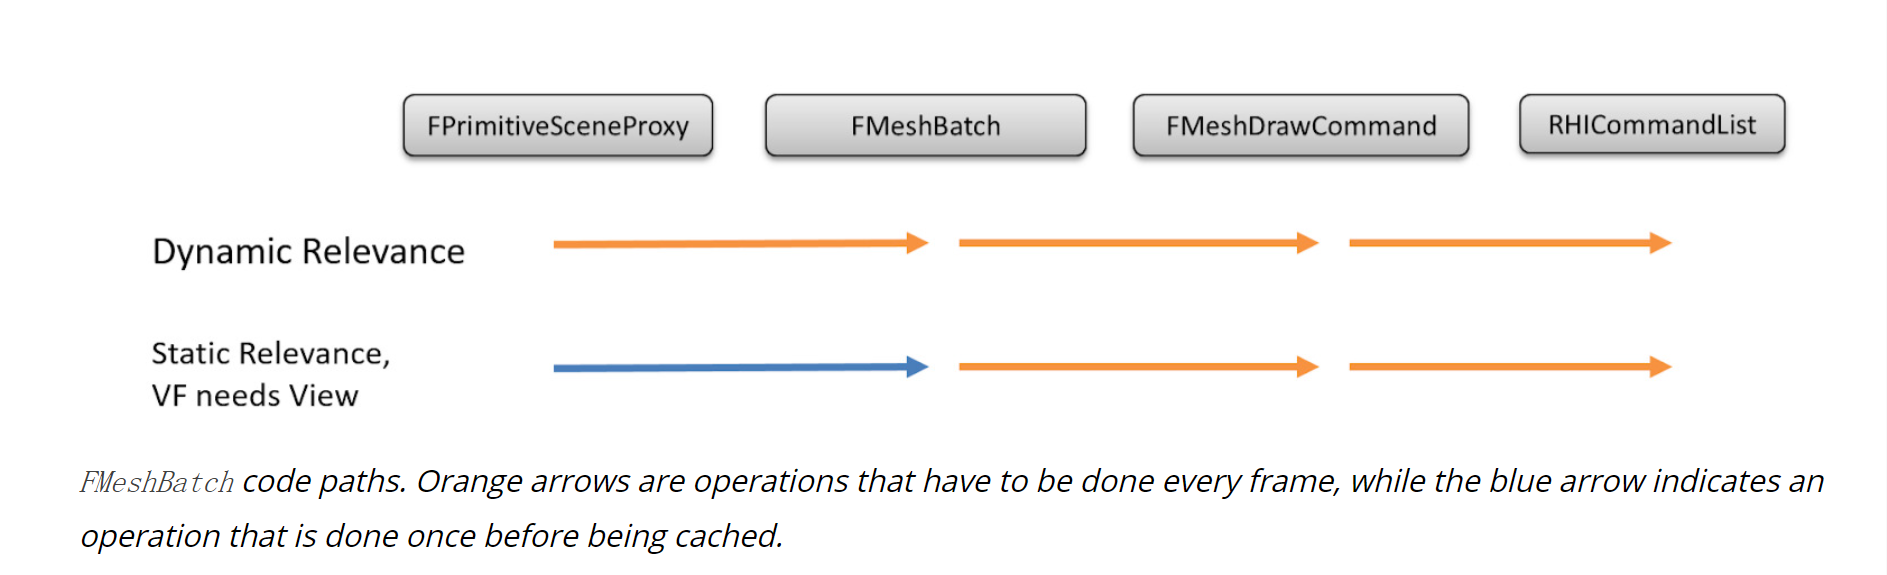 FPrimitiveSceneProxy FMeshBatch FMeshDrawCommand RHICommandList
Dynamic Relevance
Static Relevance,
VF needs View
FMeshBatch code paths. Orange arrows are operations that have to be done every frame, while the blue arrow indicates an
operation that is done once before being cached.